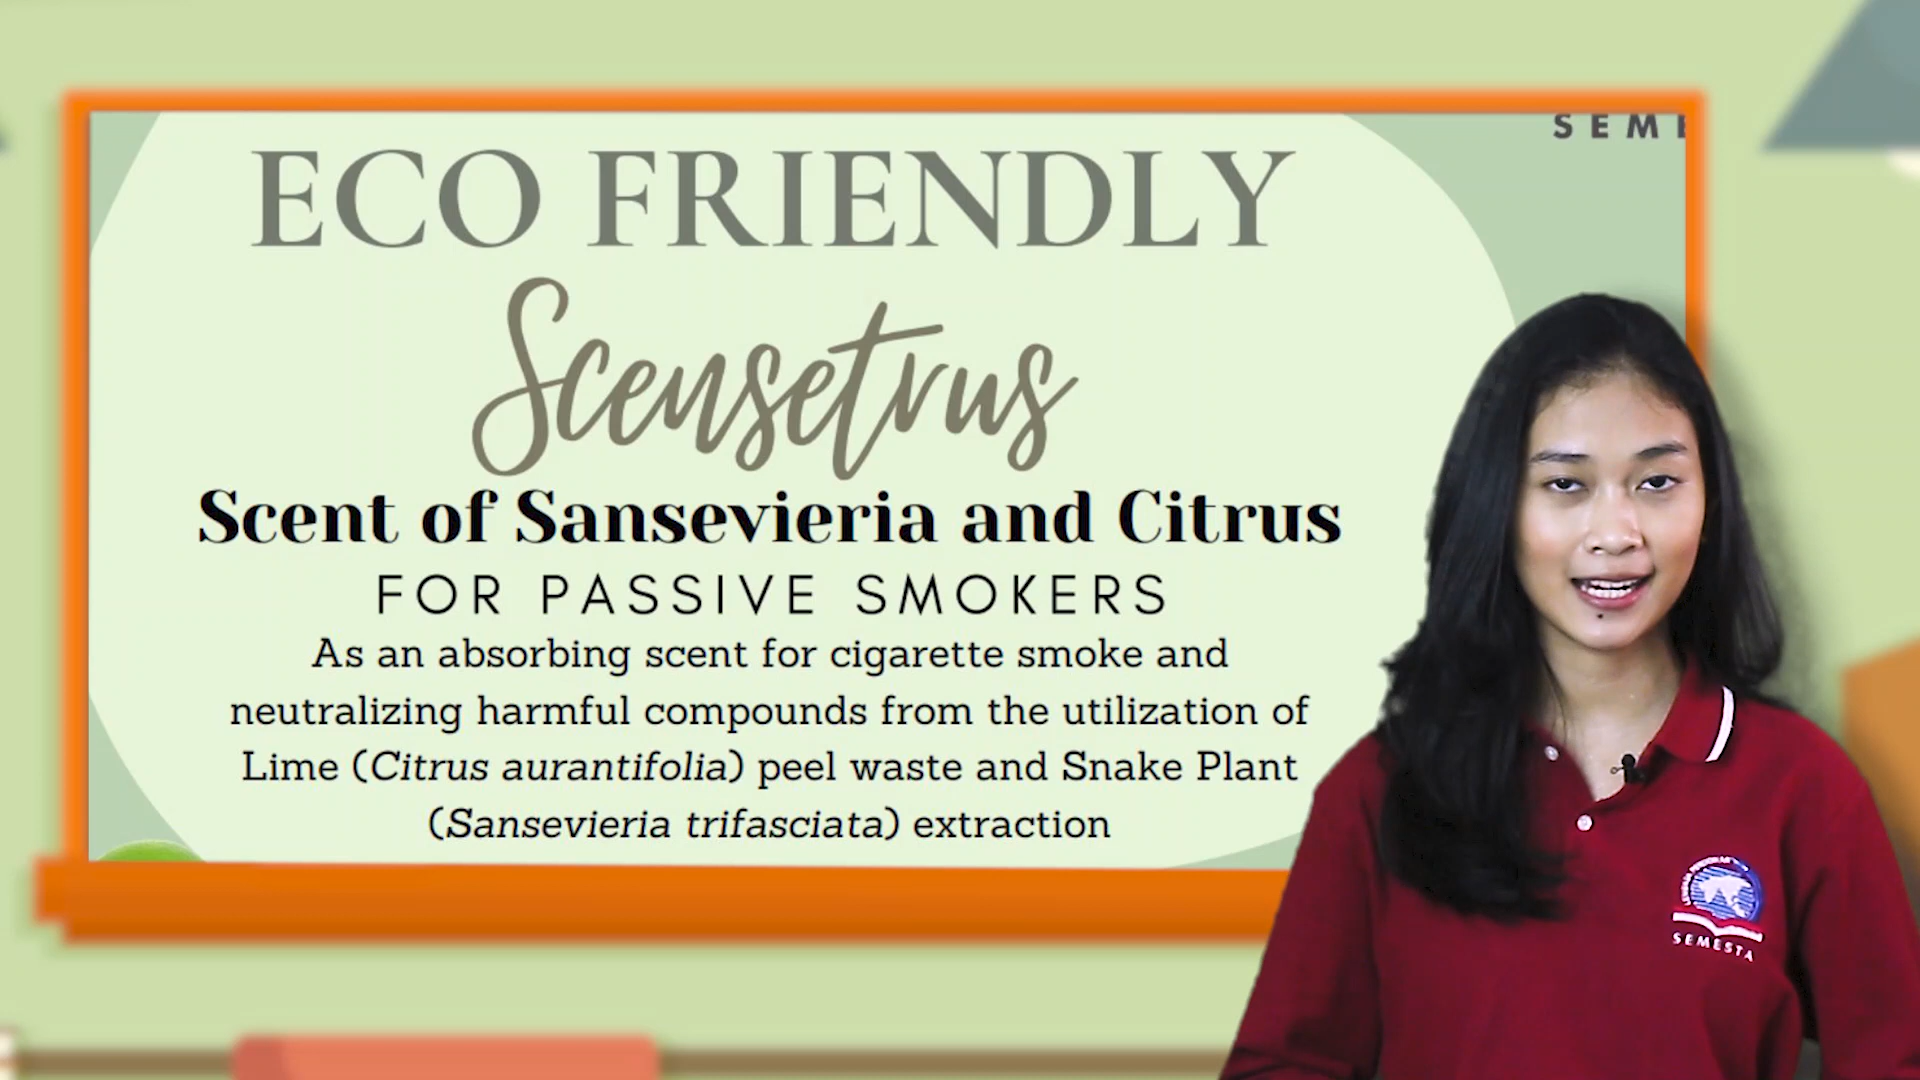 SEME
ECO FRIENDLY
Scensetrus
Scent of Sansevieria and Citrus
FOR PASSIVE SMOKERS
As an absorbing scent for cigarette smoke and
neutralizing harmful compounds from the utilization of
Lime (Citrus aurantifolia) peel waste and Snake Plant
(Sansevieria trifasciata) extraction
SEMESTA